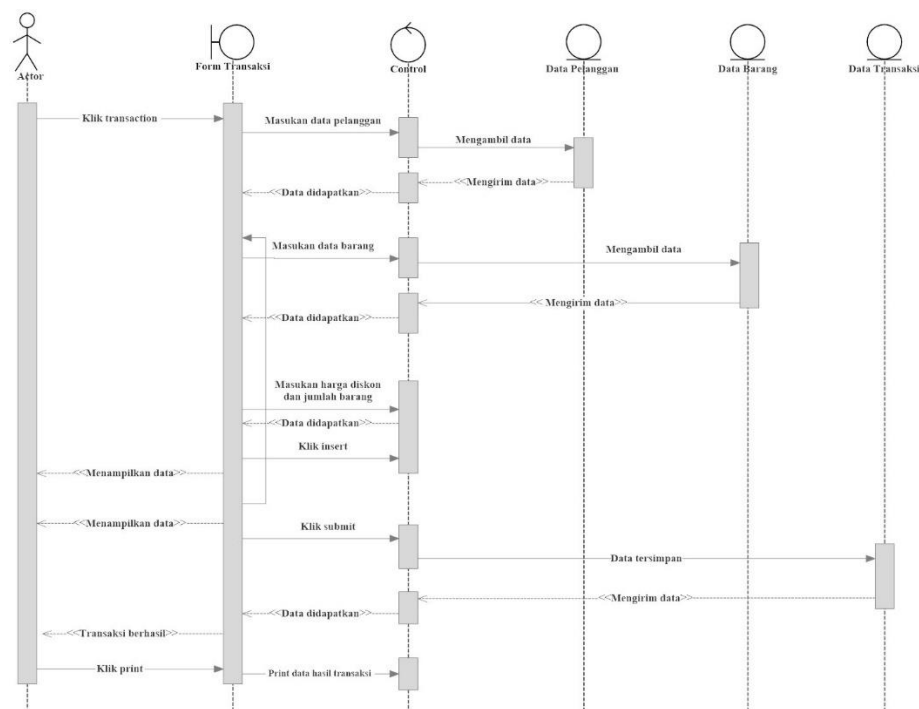 Actor
Form Transaksi
Control
Data Pelanggan
Data Barang
Data Transaksi
Klik transaction
Masukan data pelanggan
Mengambil data
<<Mengirim data>>
<<Data didapatkan>>
Masukan data barang
Mengambil data
<< Mengirim data>>
<<Data didapatkan>>
Masukan harga diskon
dan jumlah barang
<<Data didapatkan>>
Klik insert
<<Menampilkan data>>
<<Menampilkan data>>
Klik submit
Data tersimpan
<<Mengirim data>>
<<Data didapatkan>>
<<Transaksi berhasil>>
Klik print
Print data hasil transaksi